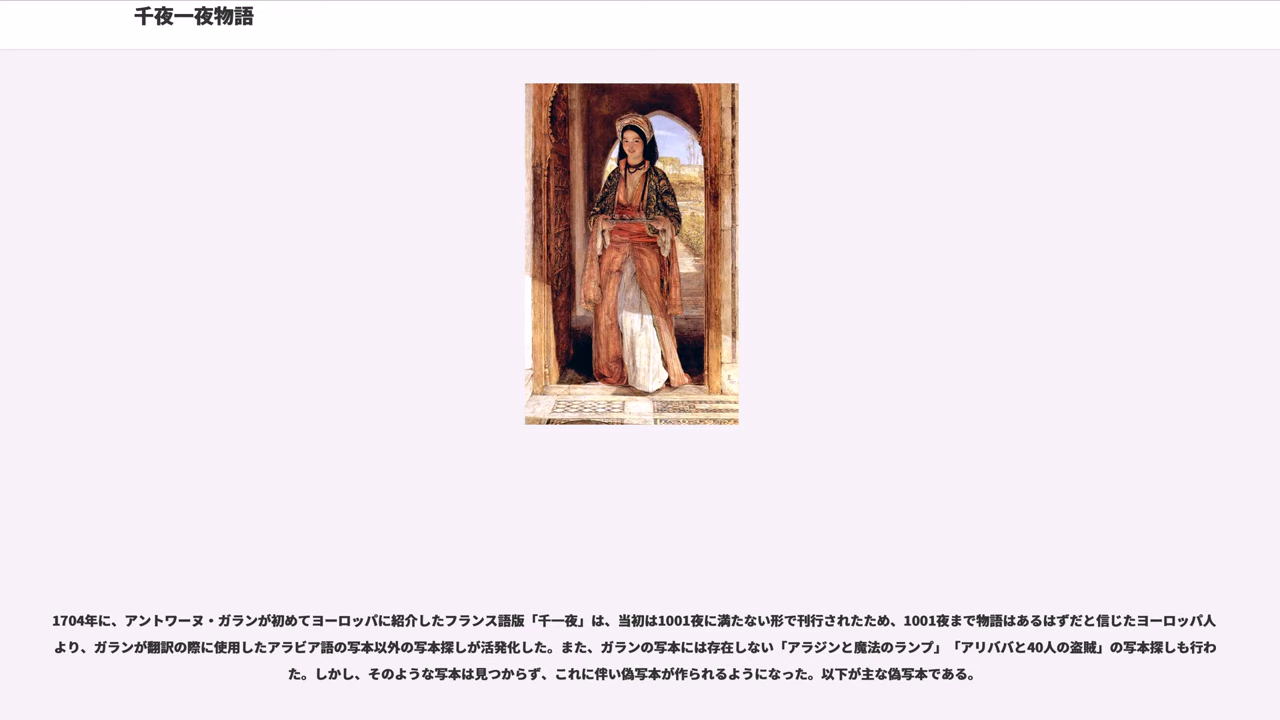 千夜一夜物語
1704年に、アントワーヌ・ガランが初めてヨーロッパに紹介したフランス語版「千一夜」は、当初は1001夜に満たない形で刊行されたため、1001夜まで物語はあるはずだと信じたヨーロッパ人
より、ガランが翻訳の際に使用したアラビア語の写本以外の写本探しが活発化した。また、ガランの写本には存在しない「アラジンと魔法のランプ」「アリババと40人の盗賊」の写本探しも行わ
た。しかし、そのような写本は見つからず、これに伴い偽写本が作られるようになった。以下が主な偽写本である。